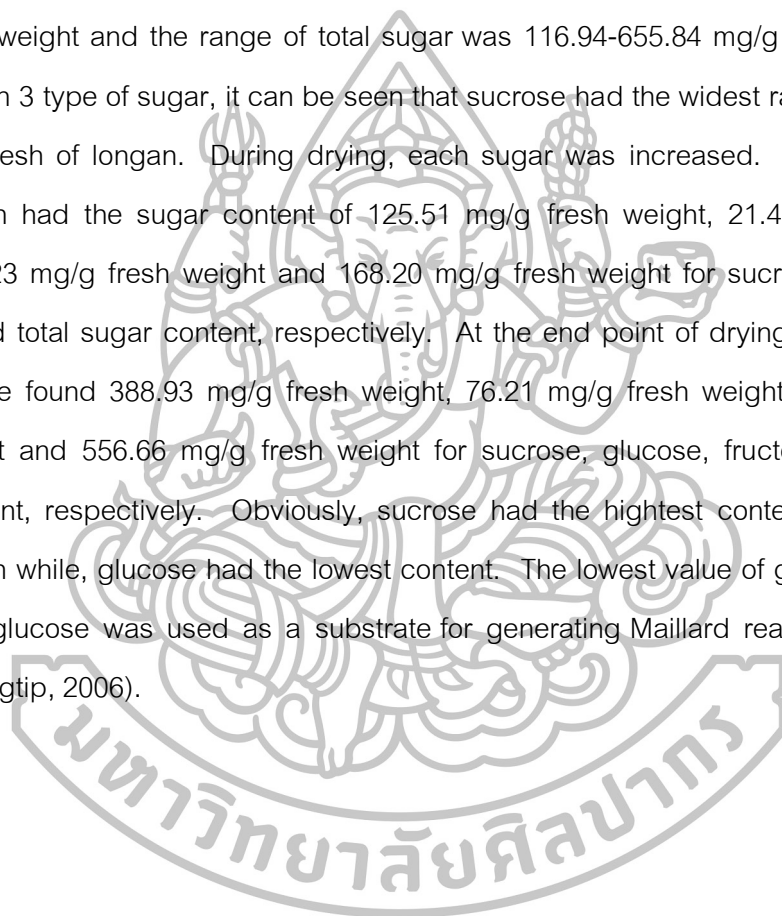 weight and the range of total sugar was 116.94-655.84 mg/g
3 type of sugar, it can be seen that sucrose had the widest
of longan. During drying, each sugar was increased.
had the sugar content of 125.51 mg/g fresh weight, 21.4
23 mg/g fresh weight and 168.20 mg/g fresh weight for sucr
total sugar content, respectively. At the end point of drying
found 388.93 mg/g fresh weight, 76.21 mg/g fresh weight
and 556.66 mg/g fresh weight for sucrose, glucose, fruct
nt, respectively. Obviously, sucrose had the highest conte
while, glucose had the lowest content. The lowest value of g
glucose was used as a substrate for generating Maillard rea
gtip, 2006).
มหาวิทยาลัยศิลปากร